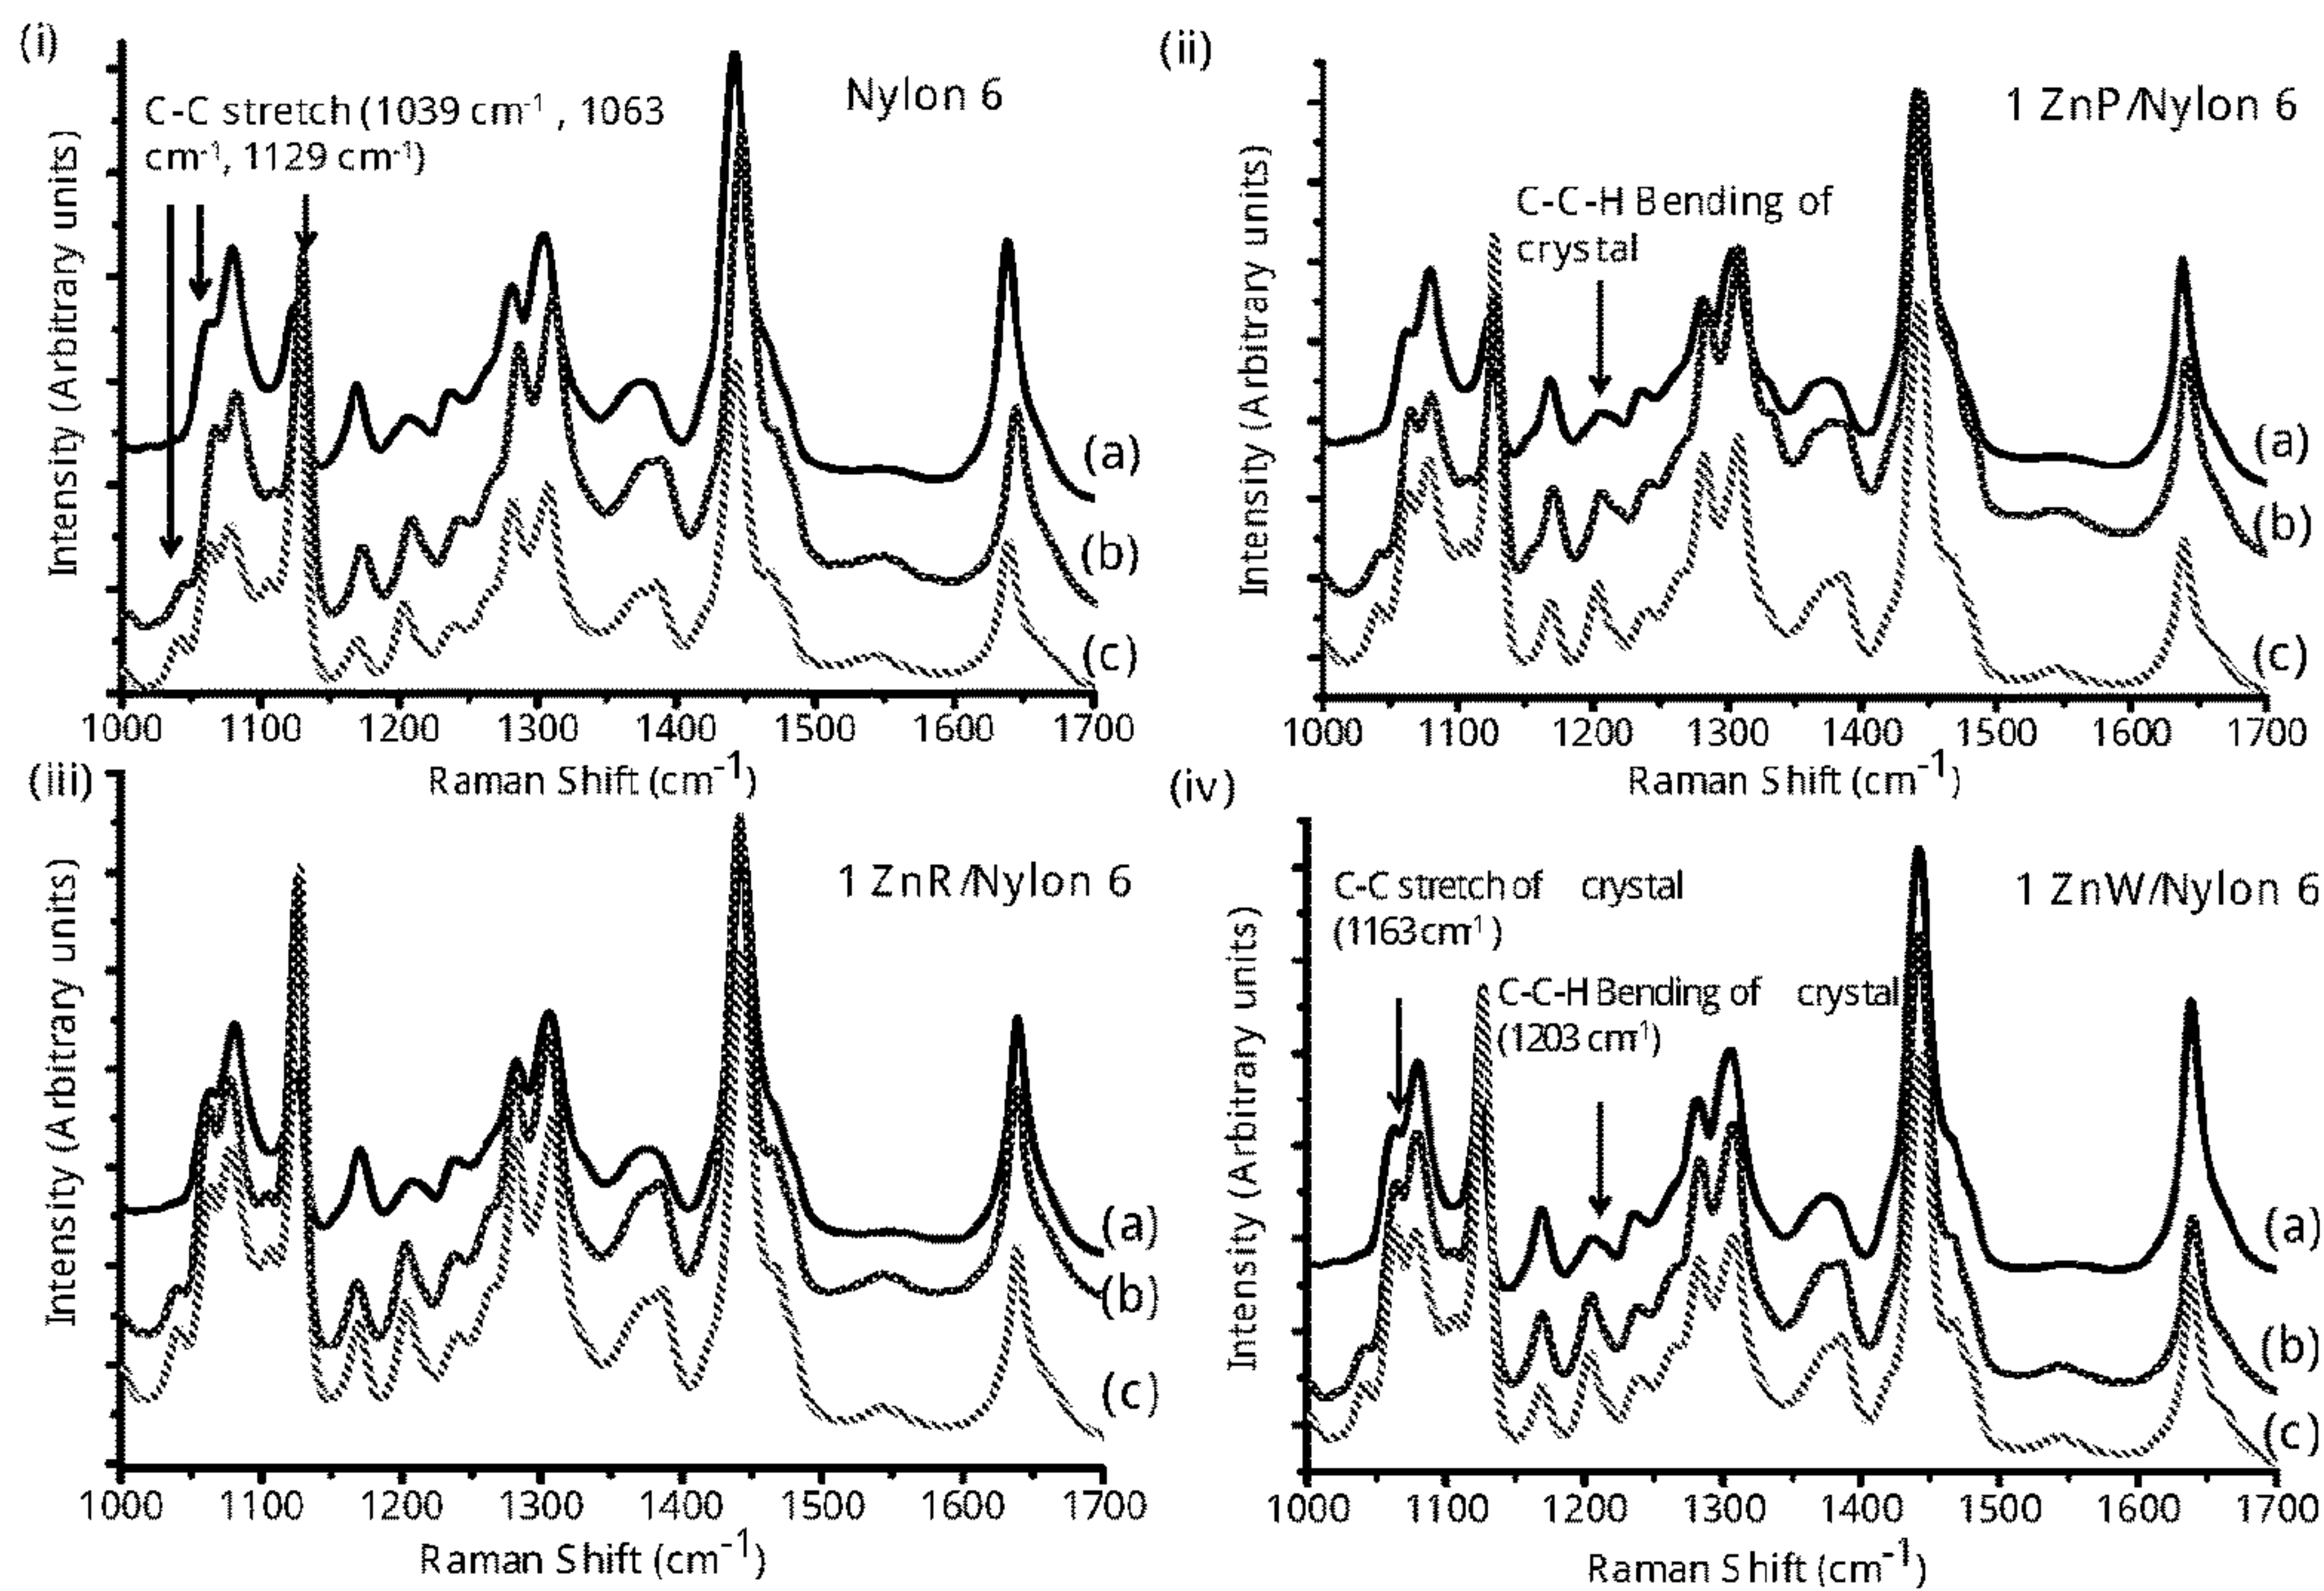 (i)
C-C stretch (1039 cm-1 , 1063
cm-1, 1129 cm-1)
Nylon 6
Intensity (Arbitrary units)
(a)
(b)
(c)
1000 1100 1200 1300 1400 1500 1600 1700
Raman Shift (cm-1)
(ii)
1 ZnP/Nylon 6
C-C-H Bending of
crystal
Intensity (Arbitrary units)
(a)
(b)
(c)
1000 1100 1200 1300 1400 1500 1600 1700
Raman Shift (cm-1)
(iii)
1 ZnR/Nylon 6
Intensity (Arbitrary units)
(a)
(b)
(c)
1000 1100 1200 1300 1400 1500 1600 1700
Raman Shift (cm-1)
(iv)
C-C stretch of crystal
(1163 cm-1)
1 ZnW/Nylon 6
C-C-H Bending of crystal
(1203 cm-1)
Intensity (Arbitrary units)
(a)
(b)
(c)
1000 1100 1200 1300 1400 1500 1600 1700
Raman Shift (cm-1)